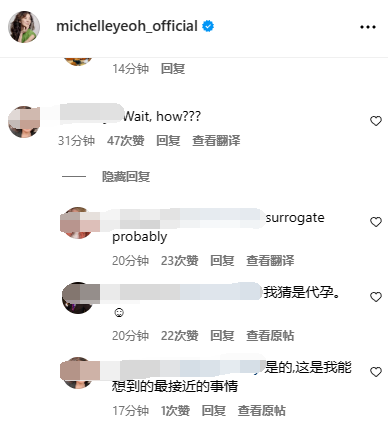 michelleyeoh_official
14分钟 回复
Wait, how???
31分钟 47次赞 回复 查看翻译
隐藏回复
surrogate
probably
20分钟 23次赞 回复 查看翻译
我猜是代孕。
☺
20分钟 22次赞 回复 查看原帖
是的,这是我能
想到的最接近的事情
17分钟 1次赞 回复 查看原帖